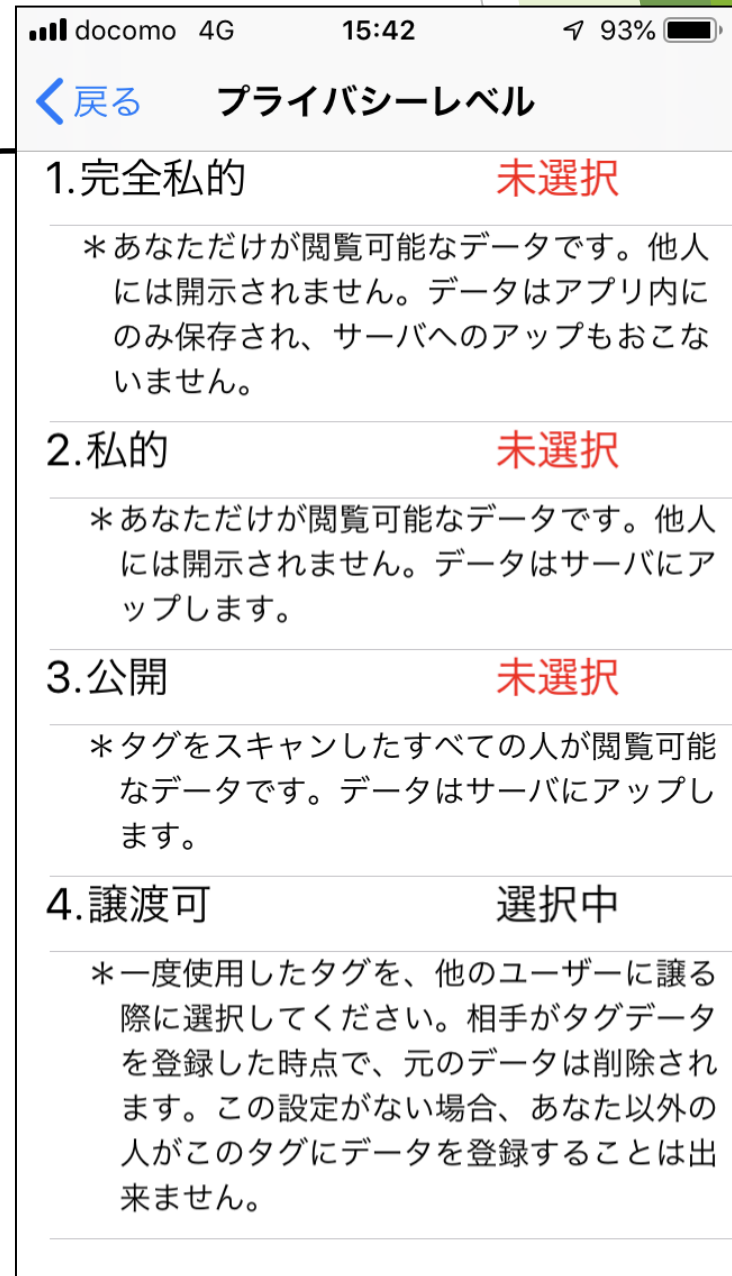 docomo 4G 15:42 93%
戻る プライバシーレベル
1.完全私的 未選択
＊あなただけが閲覧可能なデータです。他人
には開示されません。データはアプリ内に
のみ保存され、サーバへのアップもおこな
いません。
2.私的 未選択
＊あなただけが閲覧可能なデータです。他人
には開示されません。データはサーバにア
ップします。
3.公開 未選択
＊タグをスキャンしたすべての人が閲覧可能
なデータです。データはサーバにアップし
ます。
4.譲渡可 選択中
＊一度使用したタグを、他のユーザーに譲る
際に選択してください。相手がタグデータ
を登録した時点で、元のデータは削除され
ます。この設定がない場合、あなた以外の
人がこのタグにデータを登録することは出
来ません。